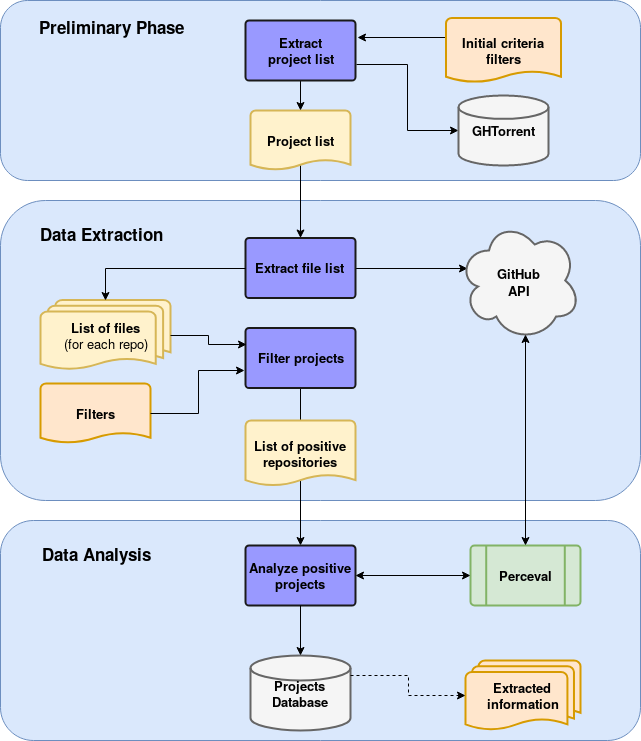 Preliminary Phase
Extract
project list
Initial criteria
filters
Project list
GHTorrent
Data Extraction
Extract file list
GitHub
API
List of files
(for each repo)
Filter projects
Filters
List of positive
repositories
Data Analysis
Analyze positive
projects
Perceval
Projects
Database
Extracted
information